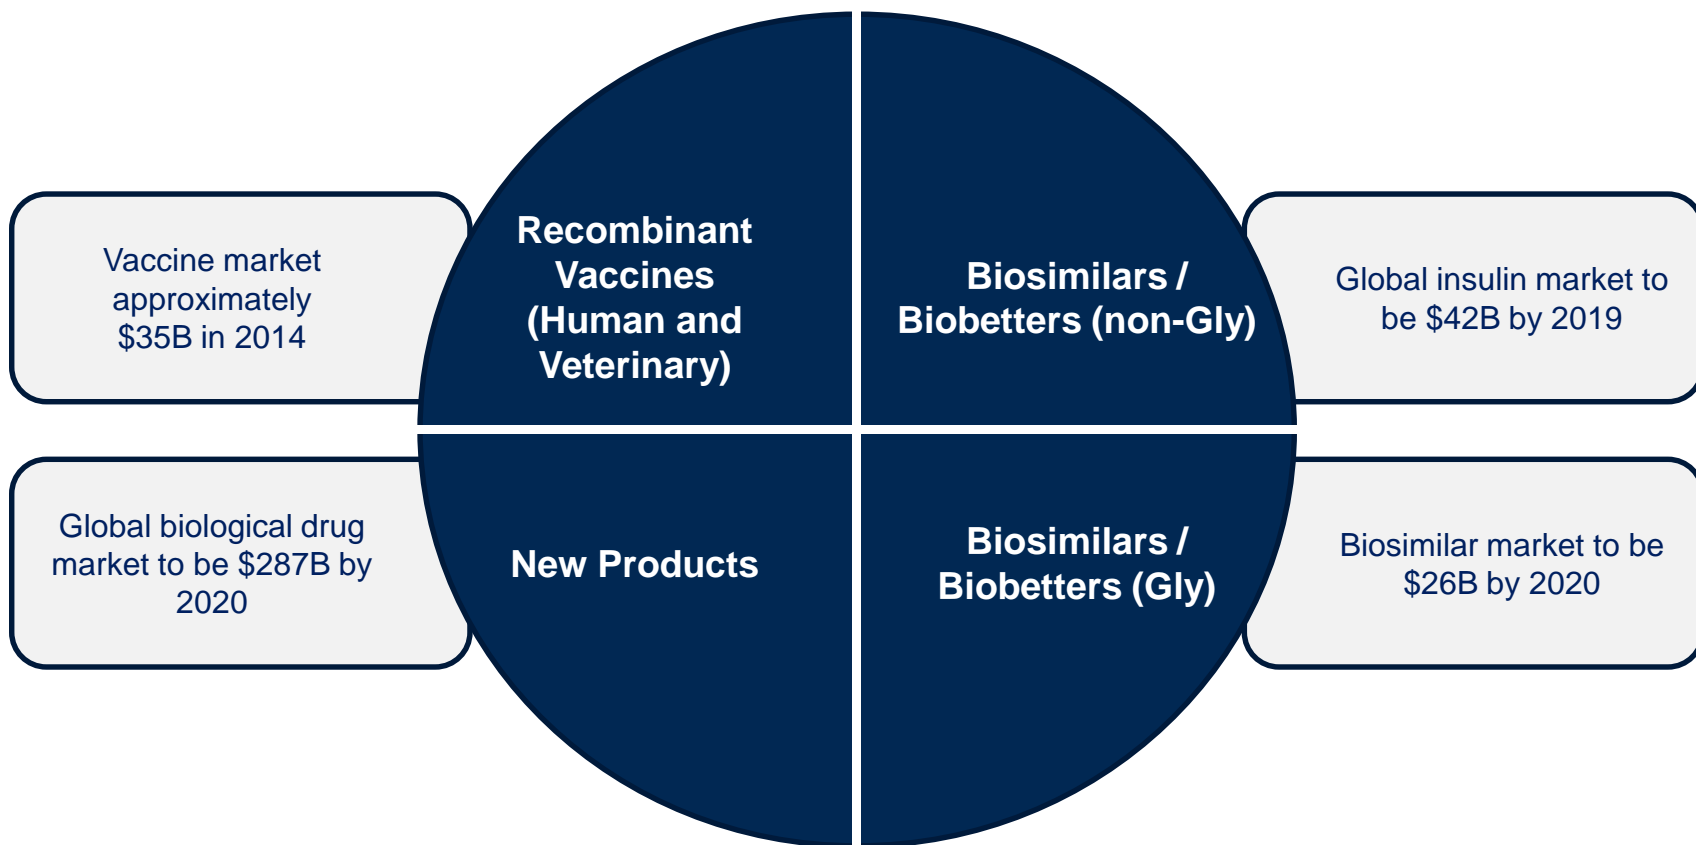 Vaccine market
approximately
$35B in 2014
Recombinant
Vaccines
(Human and
Veterinary)
Biosimilars /
Biobetters (non-Gly)
Global insulin market to
be $42B by 2019
Global biological drug
market to be $287B by
2020
New Products
Biosimilars /
Biobetters (Gly)
Biosimilar market to be
$26B by 2020